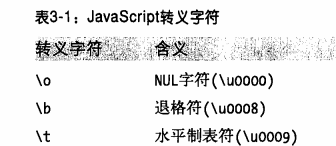 表3-1：JavaScript转义字符
转义字符 含义
\o NUL字符(\u0000)
\b 退格符(\u0008)
\t 水平制表符(\u0009)